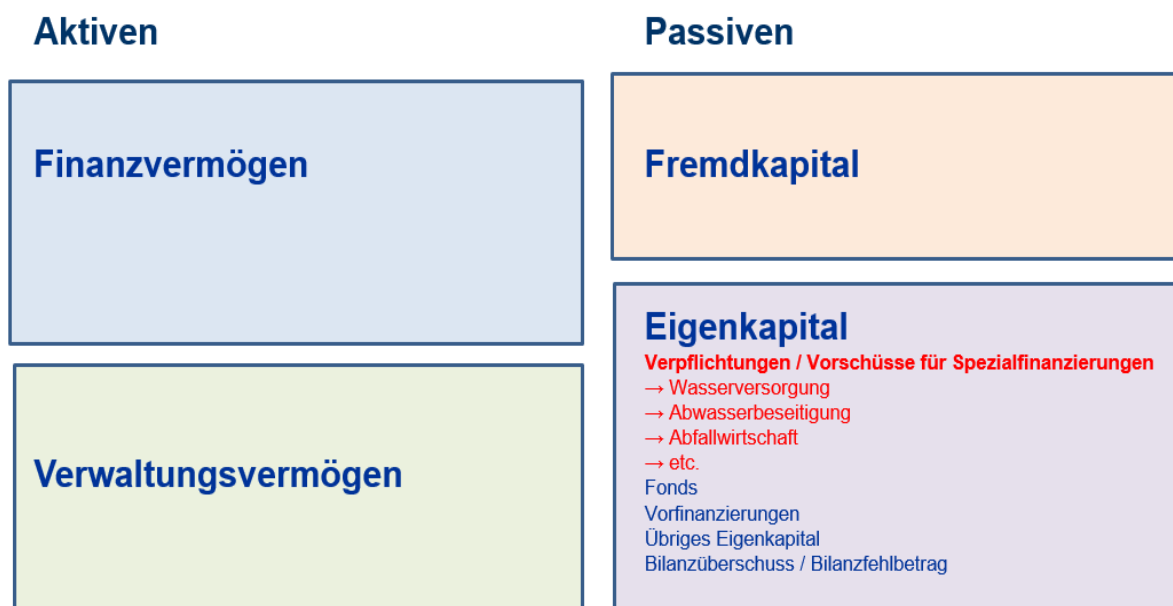 Aktiven
Passiven
Finanzvermögen
Verwaltungsvermögen
Fremdkapital
Eigenkapital
Verpflichtungen / Vorschüsse für Spezialfinanzierungen
→ Wasserversorgung
→ Abwasserbeseitigung
→ Abfallwirtschaft
→ etc.
Fonds
Vorfinanzierungen
Übriges Eigenkapital
Bilanzüberschuss / Bilanzfehlbetrag